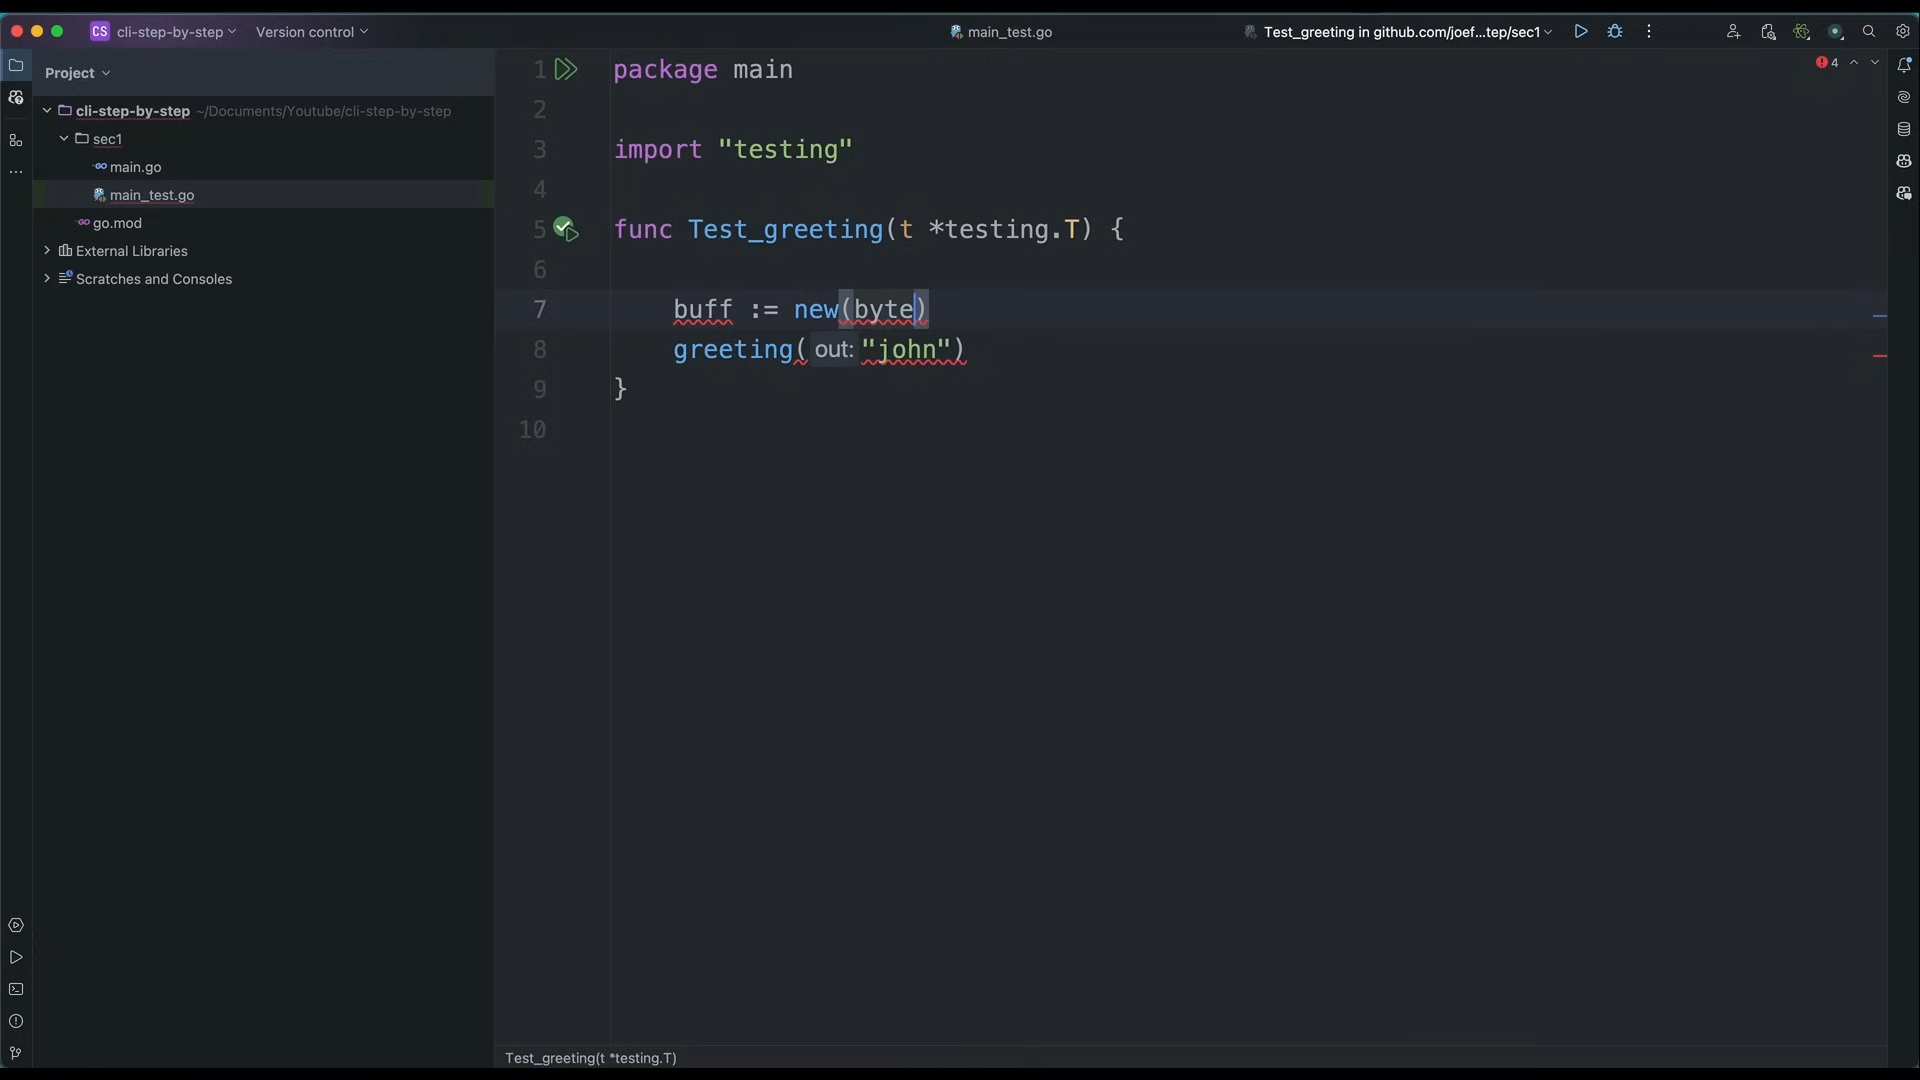 CS cli-step-by-step Version control main_test.go Test_greeting in github.com/joef...tep/sec1
Project
cli-step-by-step ~/Documents/Youtube/cli-step-by-step
sec1
main.go
main_test.go
go.mod
External Libraries
Scratches and Consoles
4
1 package main
2
3 import "testing"
4
5 func Test_greeting(t *testing.T) {
6
7 buff := new(byte)
8 greeting( out: "john")
9 }
10
Test_greeting(t *testing.T)